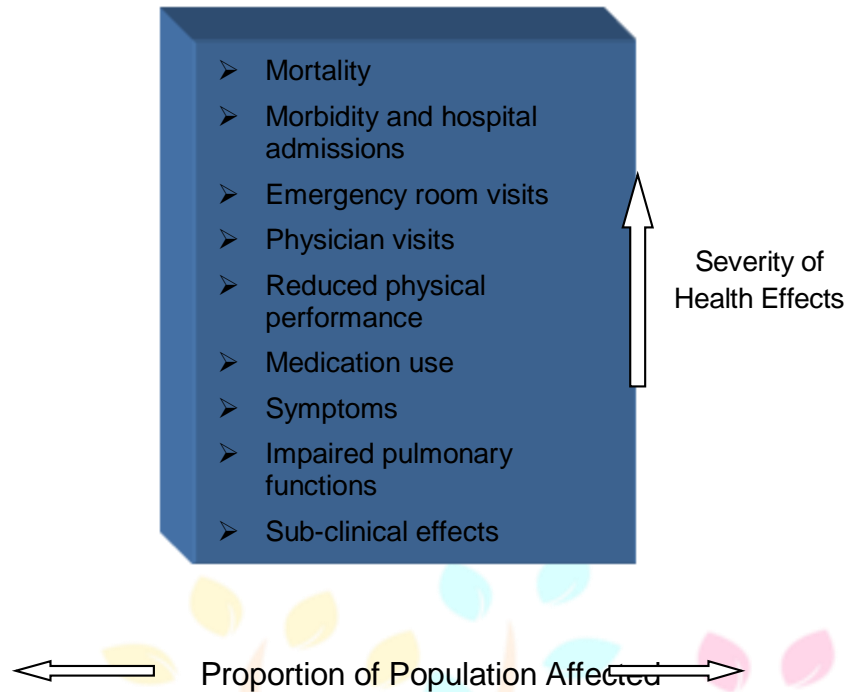 ➢ Mortality
➢ Morbidity and hospital
admissions
➢ Emergency room visits
➢ Physician visits
➢ Reduced physical
performance
➢ Medication use
➢ Symptoms
➢ Impaired pulmonary
functions
➢ Sub-clinical effects
Severity of
Health Effects
Proportion of Population Affected